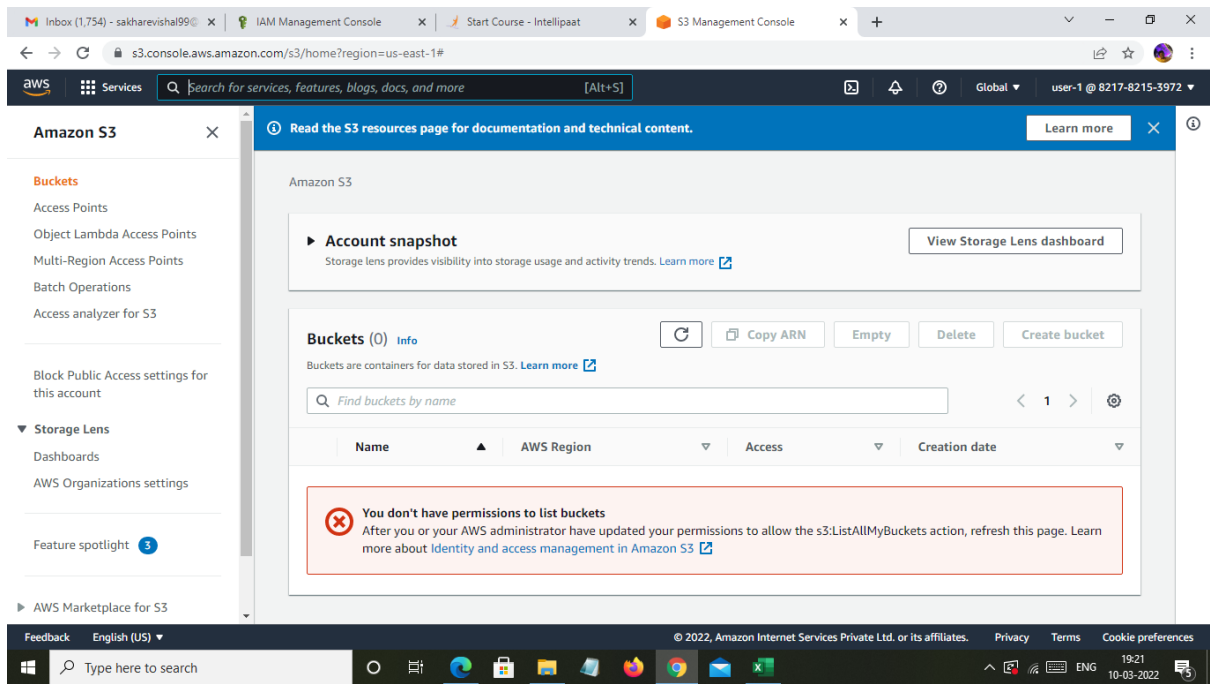 Inbox (1,754) - sakharevishal99
IAM Management Console
Start Course - Intellipaat
S3 Management Console
s3.console.aws.amazon.com/s3/home?region=us-east-1#
aws
Services
Search for services, features, blogs, docs, and more
[Alt+S]
Global
user-1 @ 8217-8215-3972
Amazon S3
Buckets
Access Points
Object Lambda Access Points
Multi-Region Access Points
Batch Operations
Access analyzer for S3
Block Public Access settings for
this account
Storage Lens
Dashboards
AWS Organizations settings
Feature spotlight 3
AWS Marketplace for S3
Read the S3 resources page for documentation and technical content.
Learn more
Amazon S3
Account snapshot
Storage lens provides visibility into storage usage and activity trends. Learn more
View Storage Lens dashboard
Buckets (0) Info
Copy ARN
Empty
Delete
Create bucket
Buckets are containers for data stored in S3. Learn more
Find buckets by name
1
Name
AWS Region
Access
Creation date
You don't have permissions to list buckets
After you or your AWS administrator have updated your permissions to allow the s3:ListAllMyBuckets action, refresh this page. Learn
more about Identity and access management in Amazon S3
Feedback
English (US)
© 2022, Amazon Internet Services Private Ltd. or its affiliates.
Privacy
Terms
Cookie preferences
Type here to search
ENG
19:21
10-03-2022
5